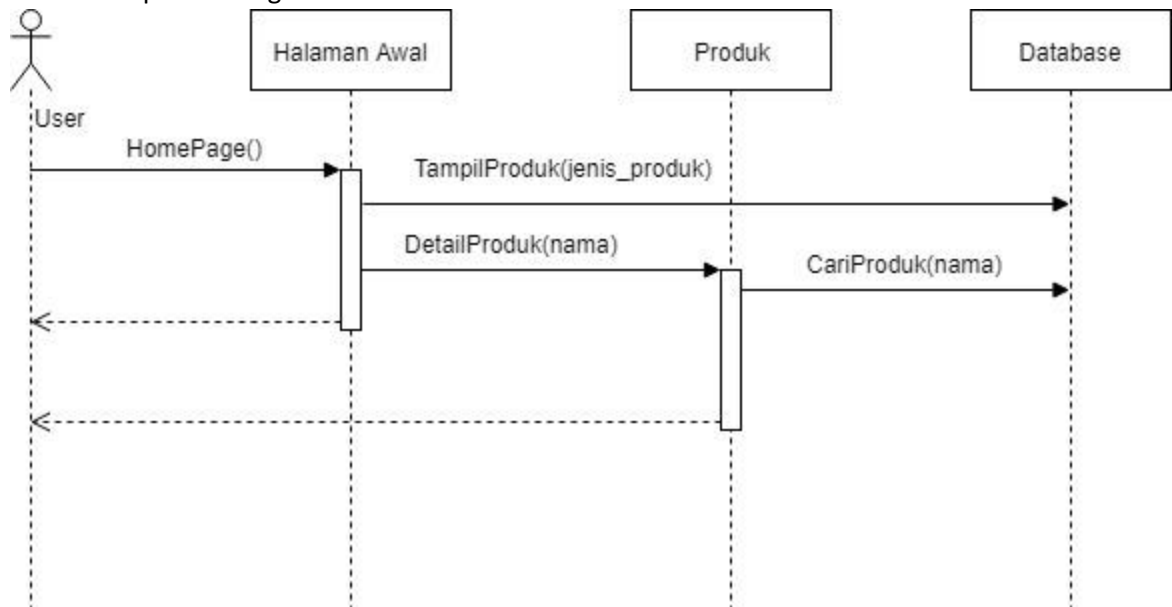 Halaman Awal
Produk
Database
User
HomePage()
TampilProduk(jenis_produk)
DetailProduk(nama)
CariProduk(nama)